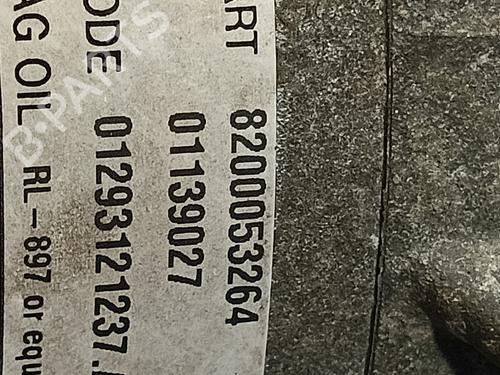 ART
8200053264
01139027
ODE 01293121237.
AG OIL RL-897 or equ
B-PARTS